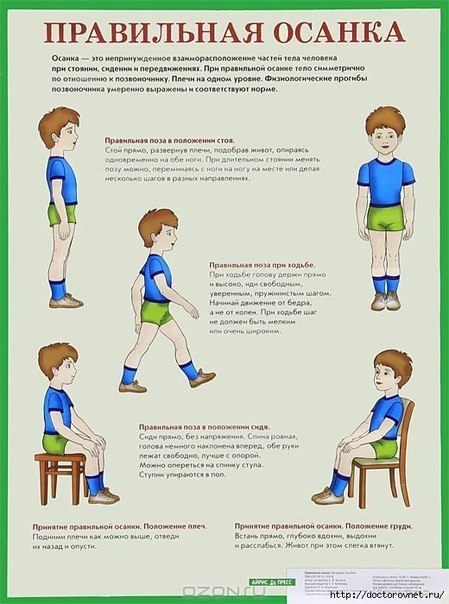 ПРАВИЛЬНАЯ ОСАНКА
Осанка — это непринужденное взаиморасположение частей тела человека
при стоянии, сидении и передвижениях. При правильной осанке тело симметрично
по отношению к позвоночнику. Плечи на одном уровне. Физиологические прогибы
позвоночника умеренно выражены и соответствуют норме.
Правильная поза в положении стоя.
Стой прямо, развернув плечи, подобрав живот, опираясь
одновременно на обе ноги. При длительном стоянии менять
позу можно, переминаясь с ноги на ногу на месте или делая
несколько шагов в разных направлениях.
Правильная поза при ходьбе.
При ходьбе голову держи прямо
и высоко, иди свободным,
уверенным, пружинистым шагом.
Начинай движение от бедра,
а не от колен. При ходьбе шаг
не должен быть мелким
или очень широким.
Правильная поза в положении сидя.
Сиди прямо, без напряжения. Спина ровная,
голова немного наклонена вперед, обе руки
лежат свободно, лучше с опорой.
Можно опереться на спинку стула.
Ступни упираются в пол.
Принятие правильной осанки. Положение плеч.
Подними плечи как можно выше, отведи
их назад и опусти.
Принятие правильной осанки. Положение груди.
Встань прямо, глубоко вдохни, выдохни
и расслабься. Живот при этом слегка втянут.
АЙРИС ПРЕСС
ozon.ru
http://doctorovnet.ru/